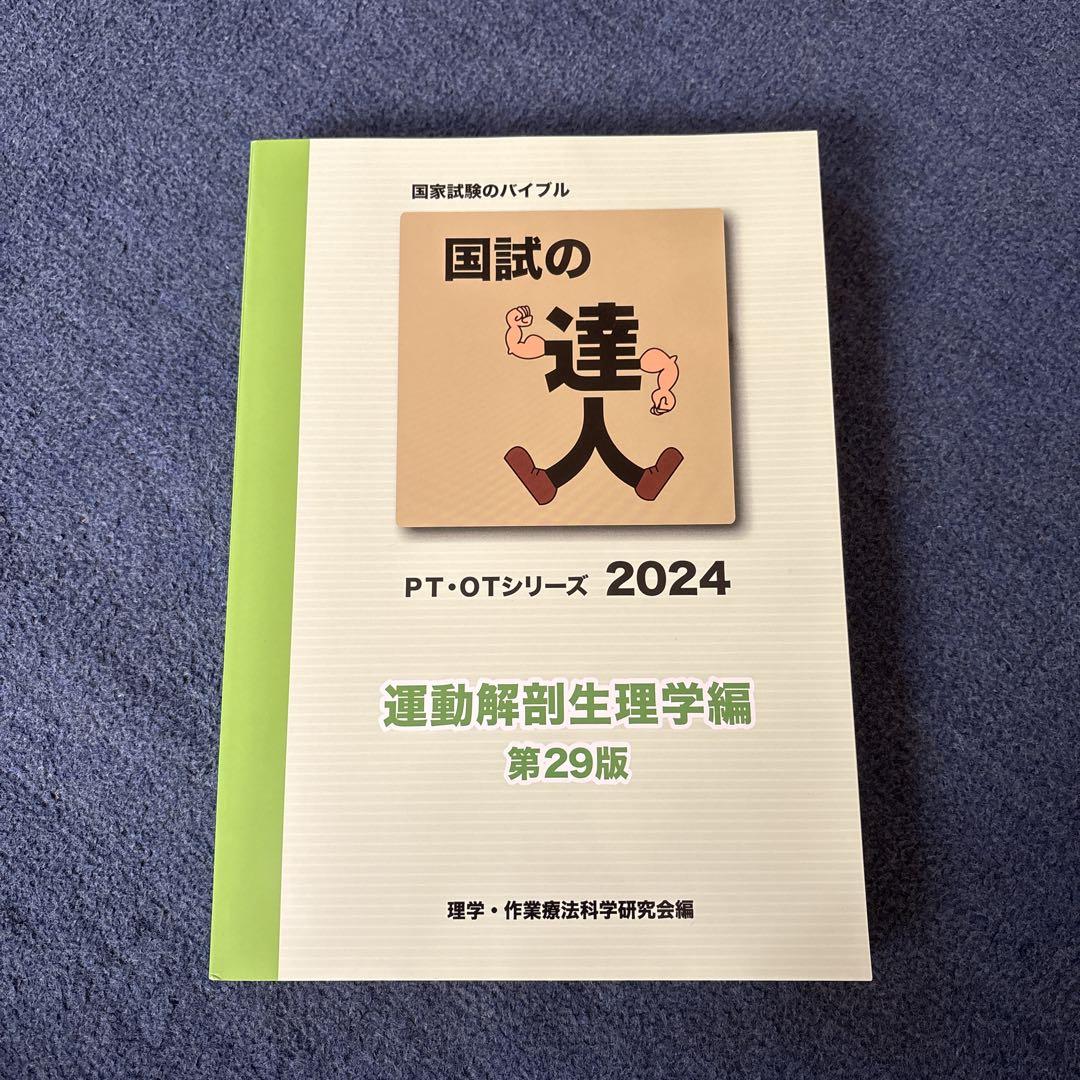 国家試験のバイブル
国試の
達
人
PT・OTシリーズ 2024
運動解剖生理学編
第29版
理学・作業療法科学研究会編